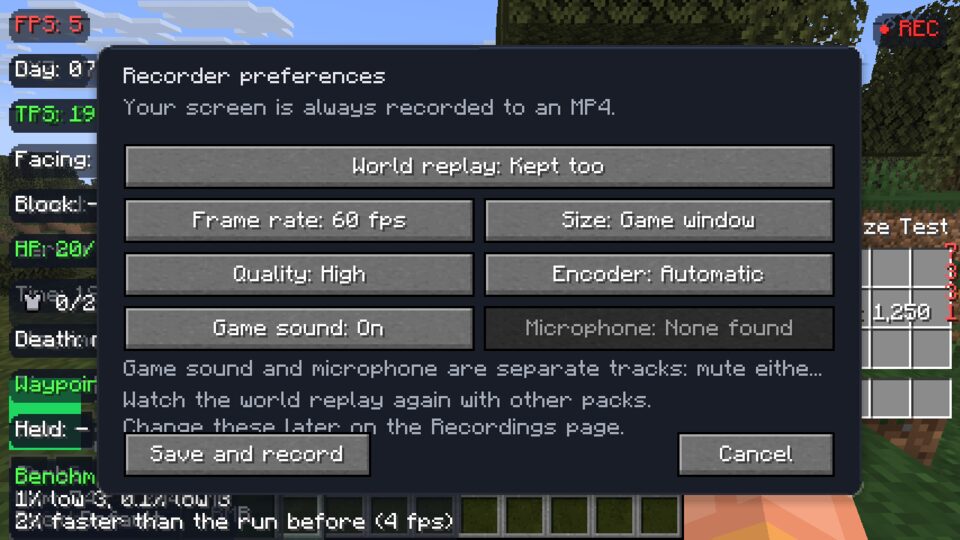 FPS: 5
REC
Day: 07
TPS: 19
Facing:
Block: -
HP: 20/
0/2
Death:
Waypoin
Held: -
Benchm
1% low 3, 0.1% low 3
2% faster than the run before (4 fps)
Recorder preferences
Your screen is always recorded to an MP4.
World replay: Kept too
Frame rate: 60 fps
Size: Game window
Quality: High
Encoder: Automatic
Game sound: On
Microphone: None found
Game sound and microphone are separate tracks: mute eithe...
Watch the world replay again with other packs.
Change these later on the Recordings page.
Save and record
Cancel
ze Test
1,250